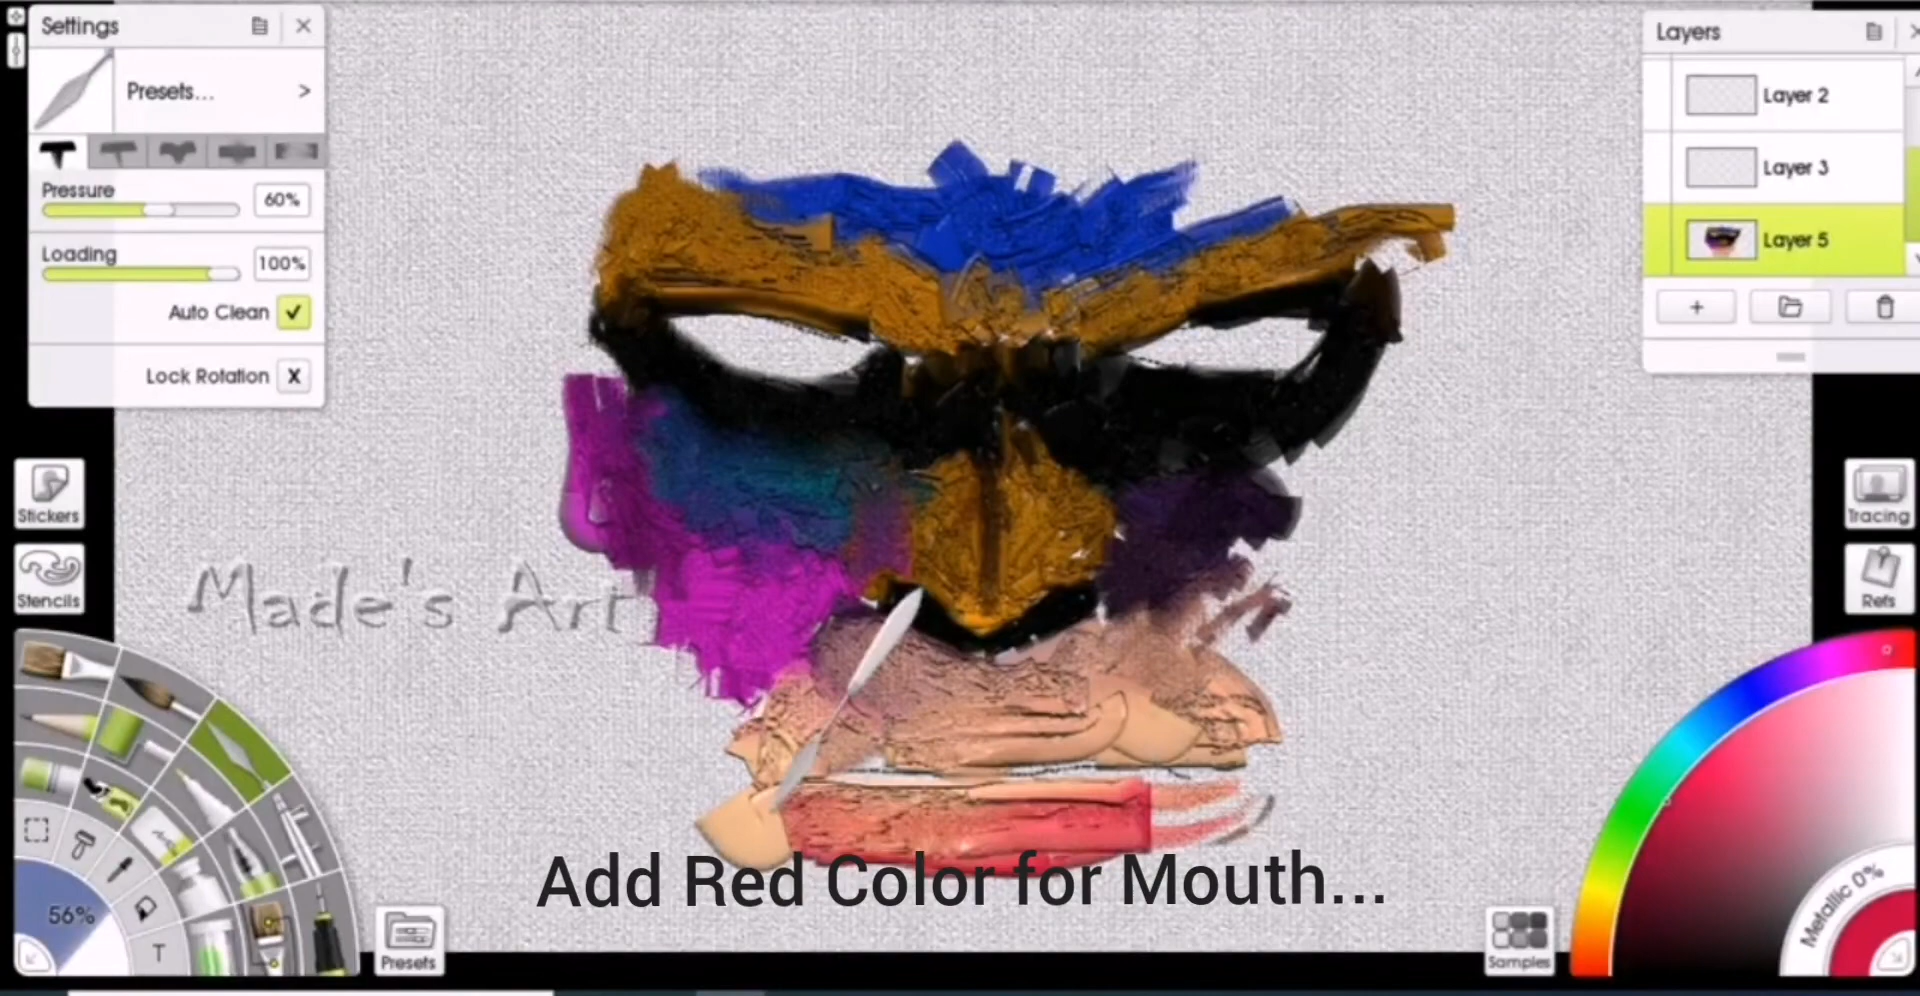 Settings
Presets... >
Pressure
60%
Loading
100%
Auto Clean ✓
Lock Rotation X
Layers
Layer 2
Layer 3
Layer 5
+
Stickers
Stencils
Tracing
Refs
Made's Art
Add Red Color for Mouth...
56%
T
Presets
Samples
Metallic 0%